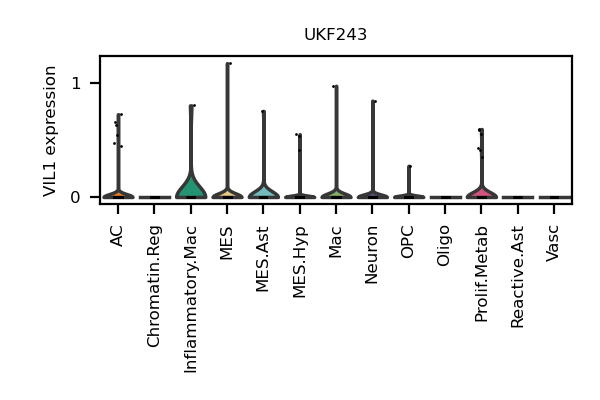 UKF243
VIL1 expression
1
0
AC
Chromatin.Reg
Inflammatory.Mac
MES
MES.Ast
MES.Hyp
Mac
Neuron
OPC
Oligo
Prolif.Metab
Reactive.Ast
Vasc